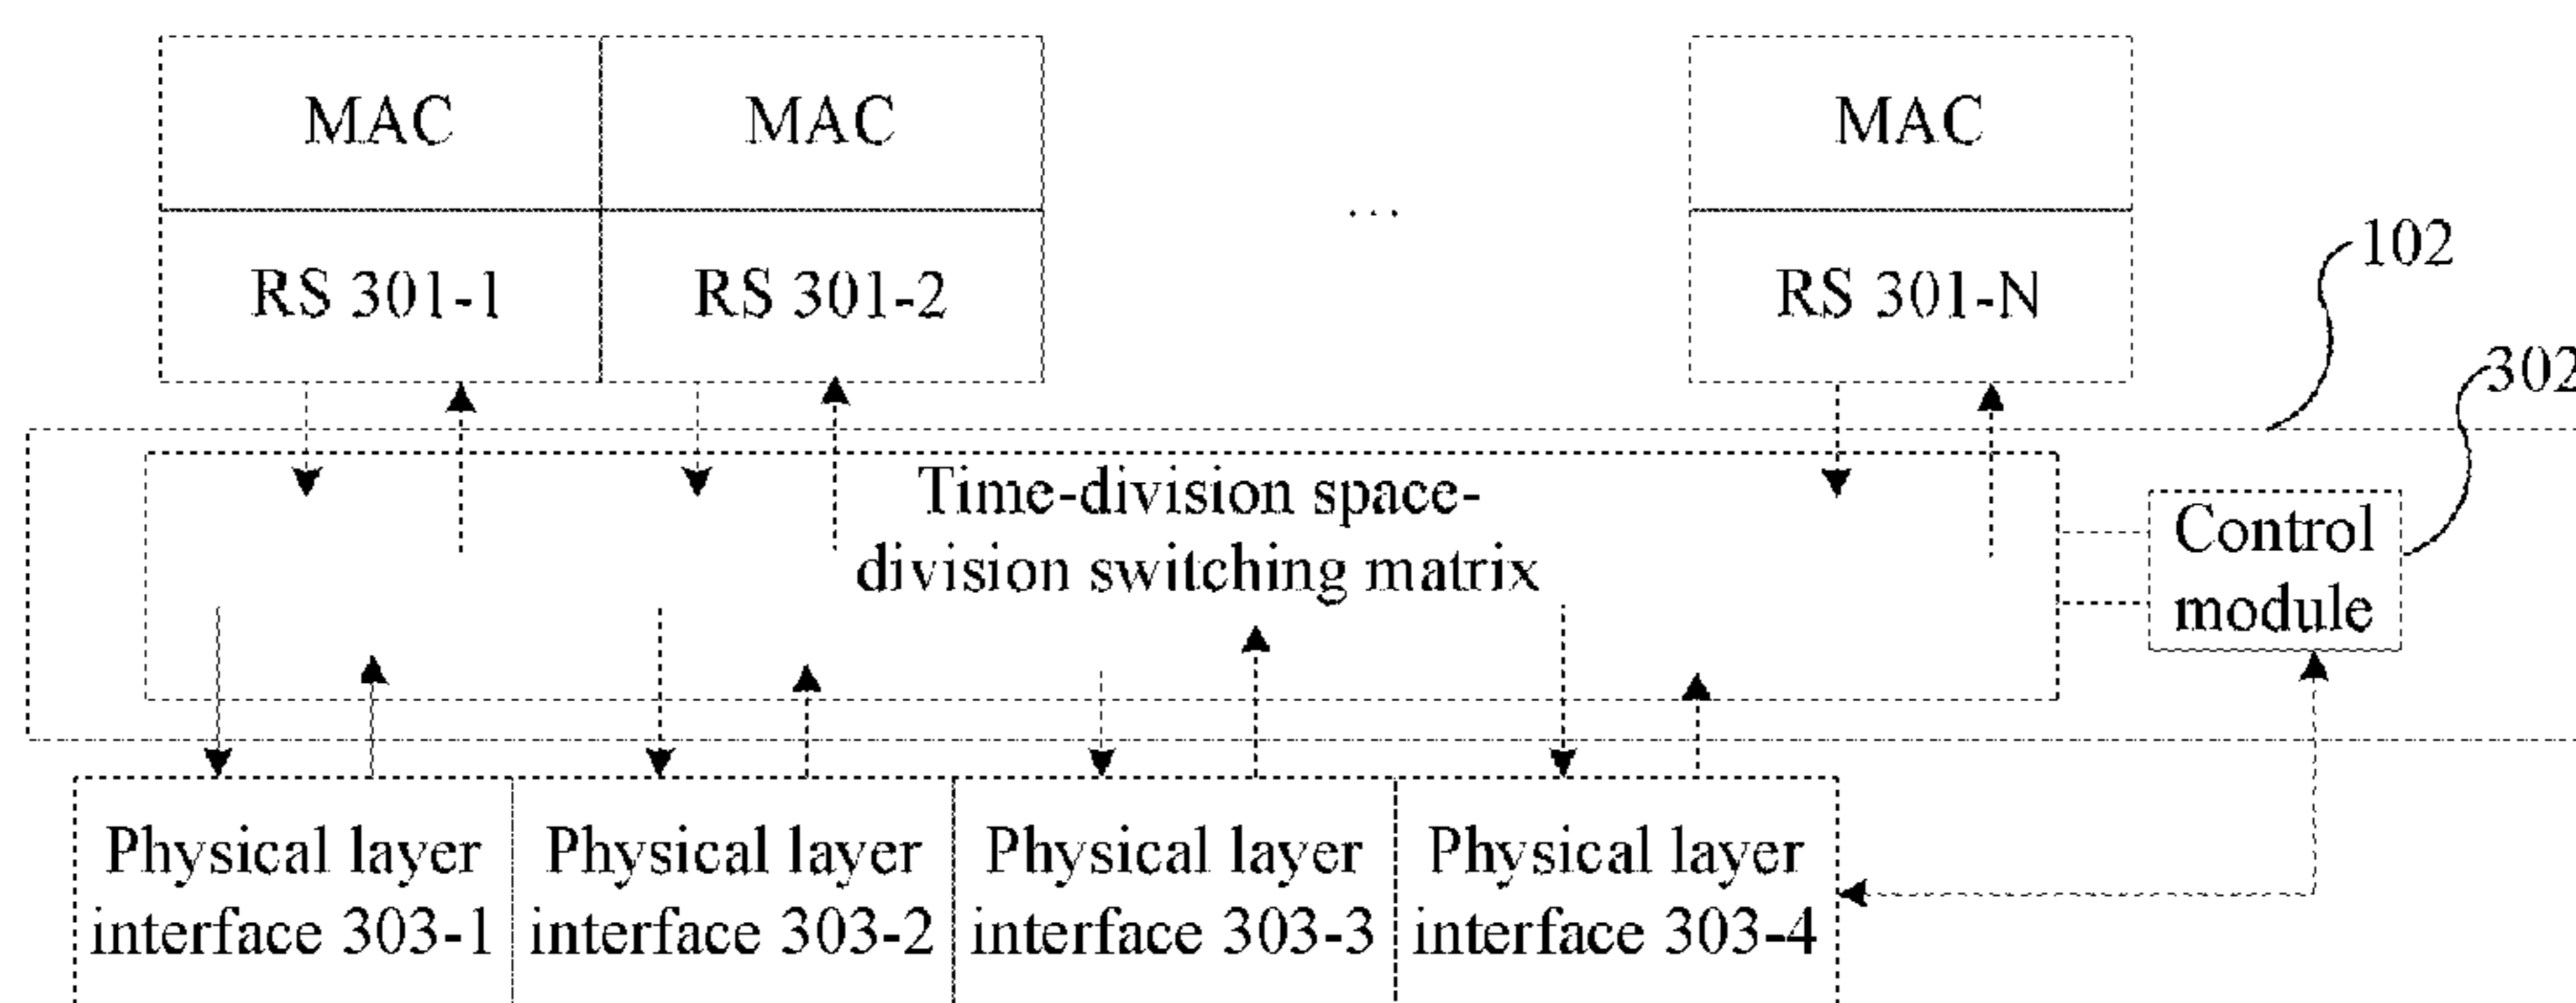 MAC
MAC
MAC
RS 301-1
RS 301-2
...
RS 301-N
102
302
Time-division space-
division switching matrix
Control
module
Physical layer
interface 303-1
Physical layer
interface 303-2
Physical layer
interface 303-3
Physical layer
interface 303-4